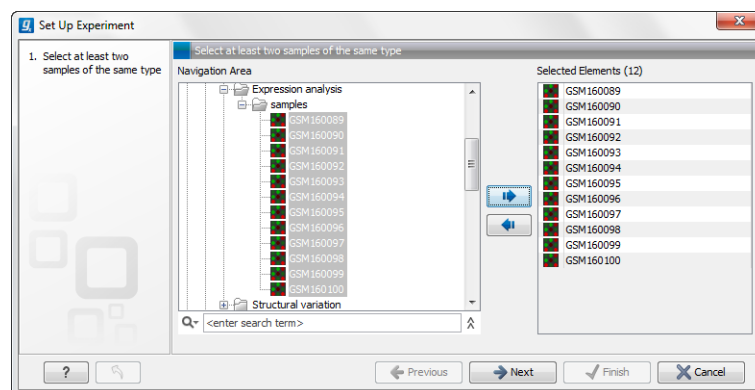 Set Up Experiment
1. Select at least two
samples of the same type
Select at least two samples of the same type
Navigation Area
Expression analysis
samples
GSM160089
GSM160090
GSM160091
GSM160092
GSM160093
GSM160094
GSM160095
GSM160096
GSM160097
GSM160098
GSM160099
GSM160100
Structural variation
<enter search term>
Selected Elements (12)
GSM160089
GSM160090
GSM160091
GSM160092
GSM160093
GSM160094
GSM160095
GSM160096
GSM160097
GSM160098
GSM160099
GSM160100
?
Previous
Next
Finish
Cancel